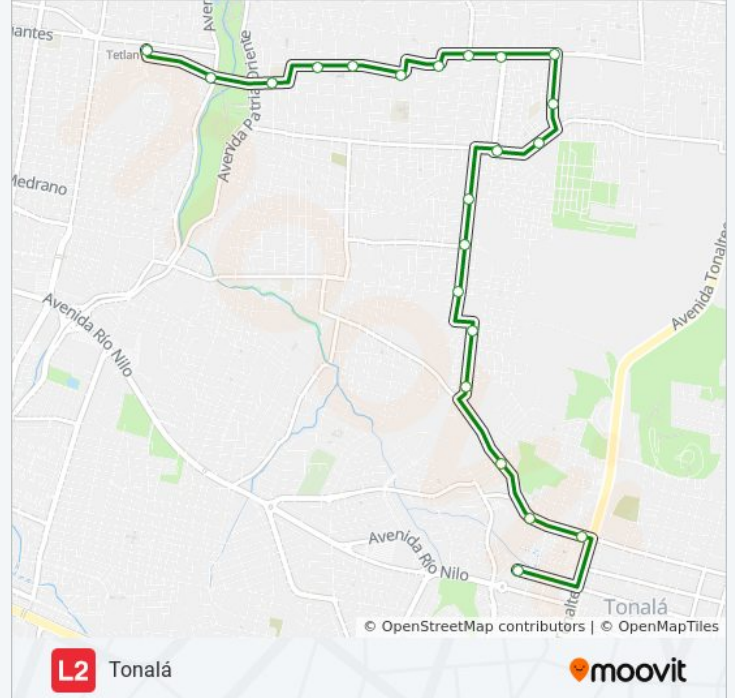 antes
Aven
Tetlan
Avenida Patria Oriente
Medrano
Avenida Río Nilo
Avenida Tonaltec
Avenida Río Nilo
Tonalá
© OpenStreetMap contributors | © OpenMapTiles
L2 Tonalá
moovit